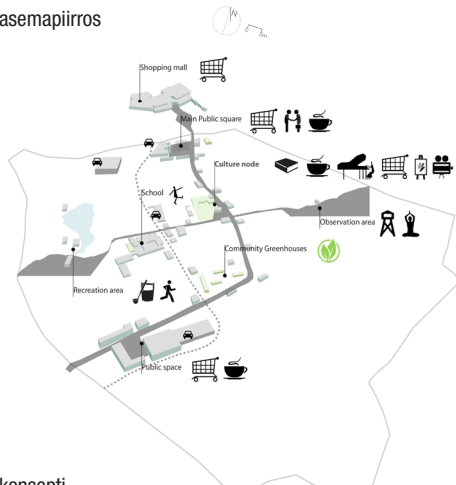 asemapiirros
N
Shopping mall
Main Public square
Culture node
School
Observation area
Community Greenhouses
Recreation area
Public space
konsepti